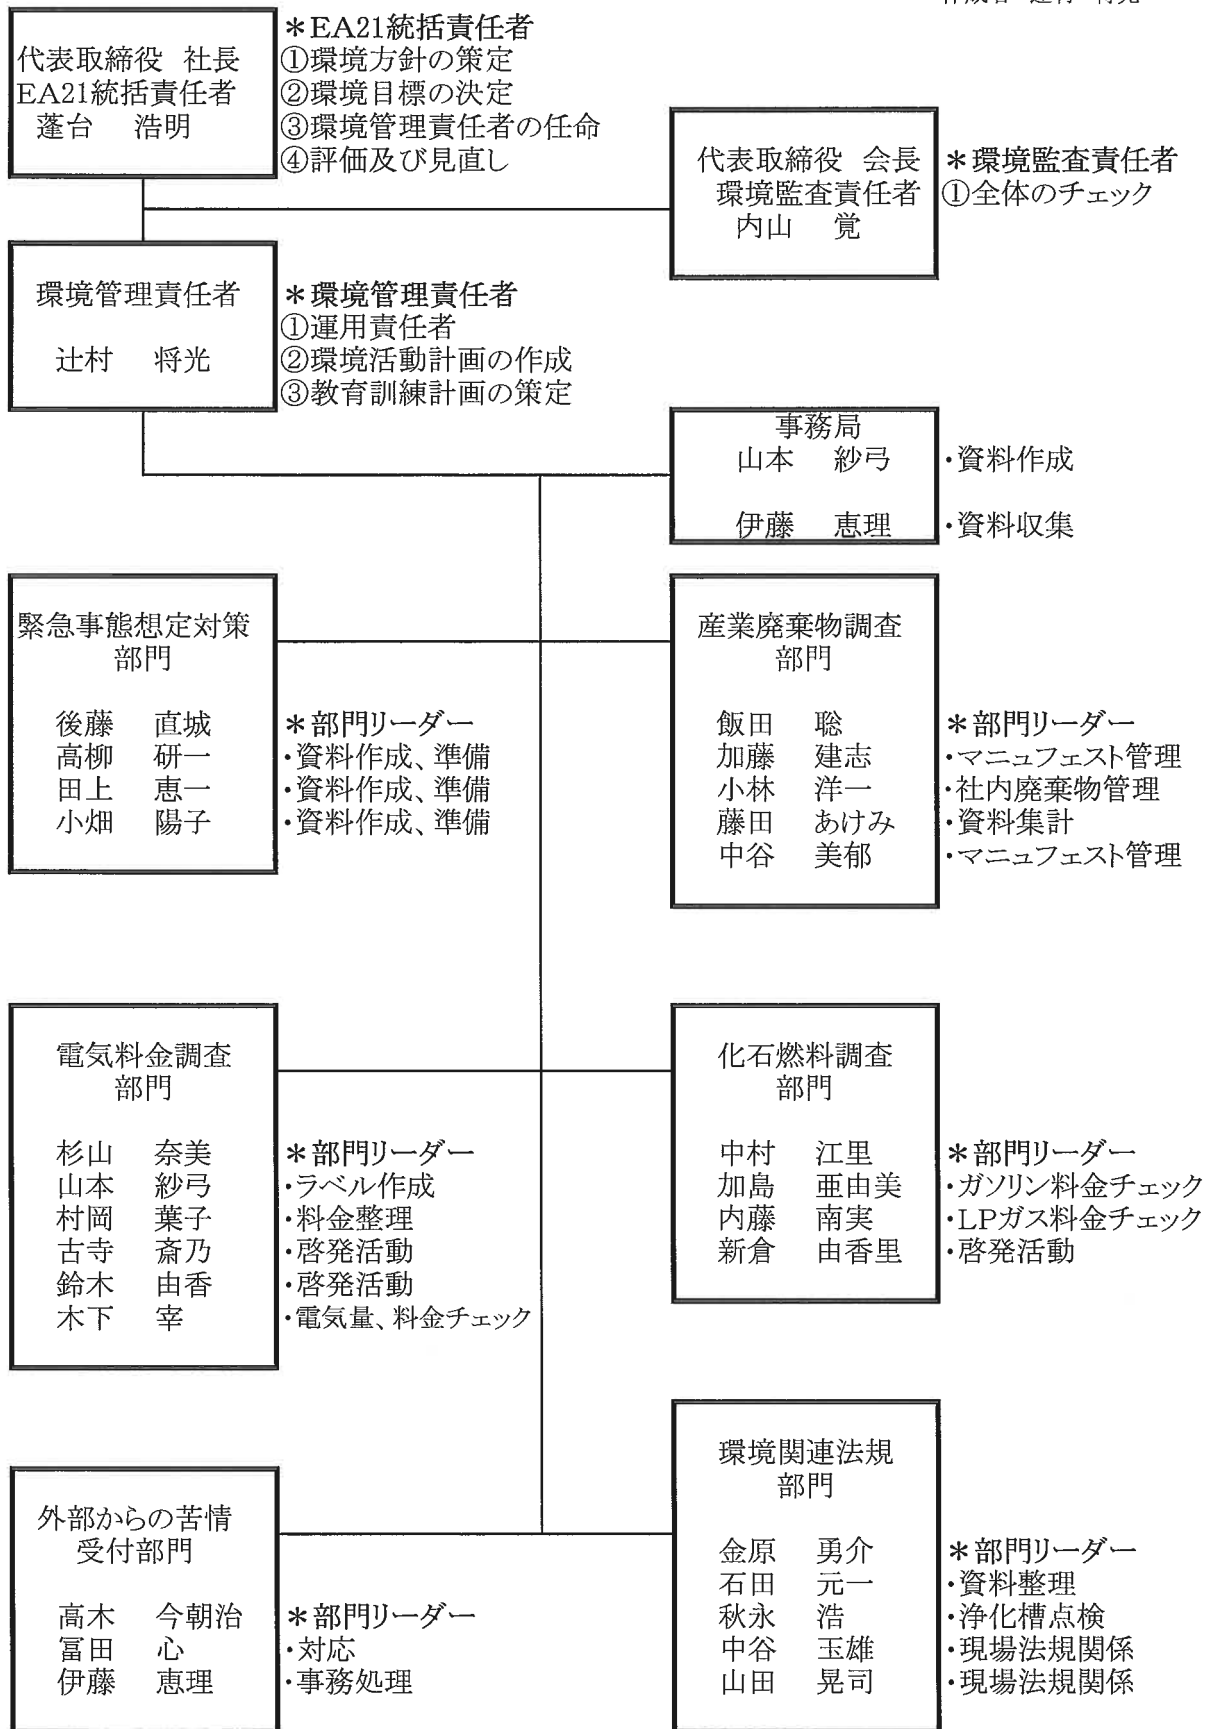 代表取締役 社長
EA21統括責任者
蓬台 浩明
＊EA21統括責任者
①環境方針の策定
②環境目標の決定
③環境管理責任者の任命
④評価及び見直し
代表取締役 会長
環境監査責任者
内山 覚
＊環境監査責任者
①全体のチェック
環境管理責任者
辻村 将光
＊環境管理責任者
①運用責任者
②環境活動計画の作成
③教育訓練計画の策定
事務局
山本 紗弓 ・資料作成
伊藤 恵理 ・資料収集
緊急事態想定対策
部門
後藤 直城 ＊部門リーダー
高柳 研一 ・資料作成、準備
田上 恵一 ・資料作成、準備
小畑 陽子 ・資料作成、準備
産業廃棄物調査
部門
飯田 聡 ＊部門リーダー
加藤 建志 ・マニュフェスト管理
小林 洋一 ・社内廃棄物管理
藤田 あけみ ・資料集計
中谷 美郁 ・マニュフェスト管理
電気料金調査
部門
杉山 奈美 ＊部門リーダー
山本 紗弓 ・ラベル作成
村岡 葉子 ・料金整理
古寺 斎乃 ・啓発活動
鈴木 由香 ・啓発活動
木下 宰 ・電気量、料金チェック
化石燃料調査
部門
中村 江里 ＊部門リーダー
加島 亜由美 ・ガソリン料金チェック
内藤 南実 ・LPガス料金チェック
新倉 由香里 ・啓発活動
外部からの苦情
受付部門
高木 今朝治 ＊部門リーダー
冨田 心 ・対応
伊藤 恵理 ・事務処理
環境関連法規
部門
金原 勇介 ＊部門リーダー
石田 元一 ・資料整理
秋永 浩 ・浄化槽点検
中谷 玉雄 ・現場法規関係
山田 晃司 ・現場法規関係